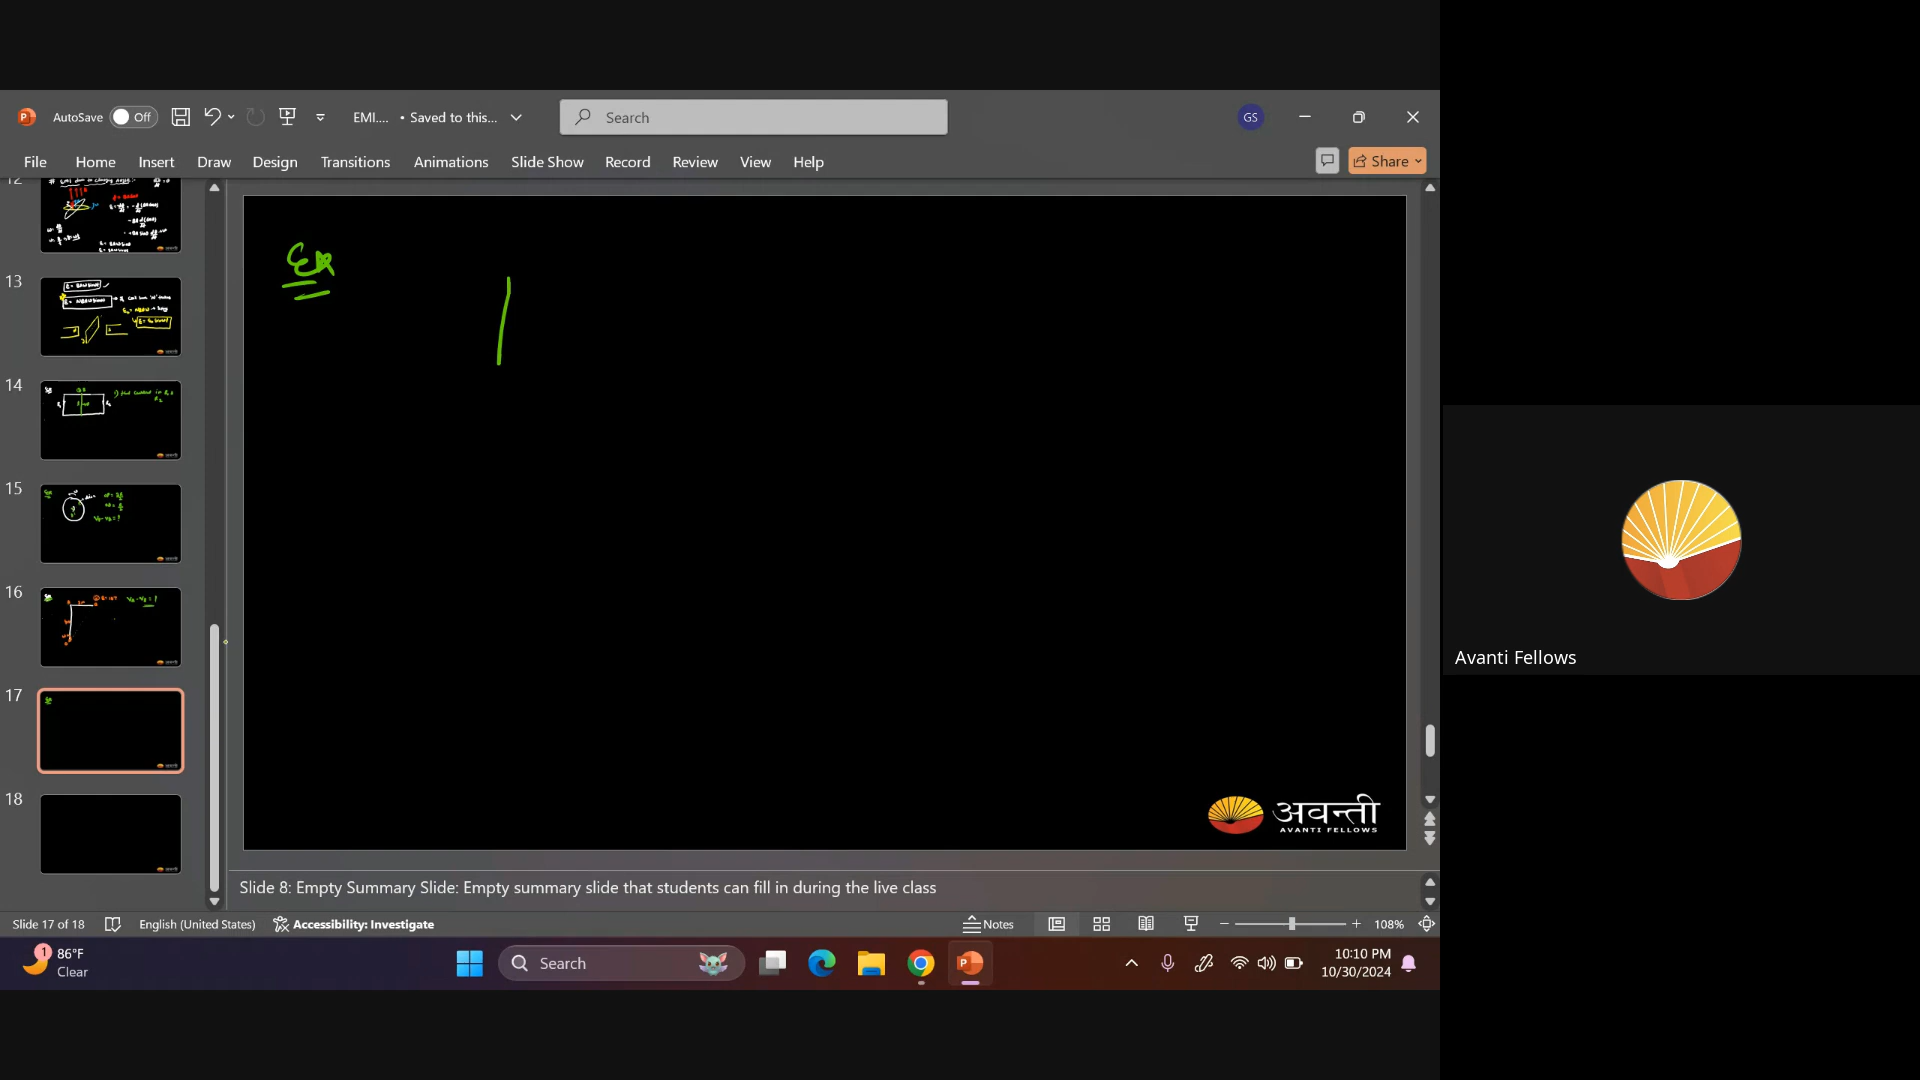 AutoSave Off EMI.... • Saved to this... Search GS
File Home Insert Draw Design Transitions Animations Slide Show Record Review View Help Share
12
13
14
15
16
17
18
Ex
अवन्ती
AVANTI FELLOWS
Slide 8: Empty Summary Slide: Empty summary slide that students can fill in during the live class
Slide 17 of 18 English (United States) Accessibility: Investigate Notes 108%
1 86°F
Clear
Search
10:10 PM
10/30/2024
Avanti Fellows